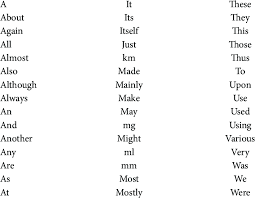 A It These
About Its They
Again Itself This
All Just Those
Almost km Thus
Also Made To
Although Mainly Upon
Always Make Use
An May Used
And mg Using
Another Might Various
Any ml Very
Are mm Was
As Most We
At Mostly Were